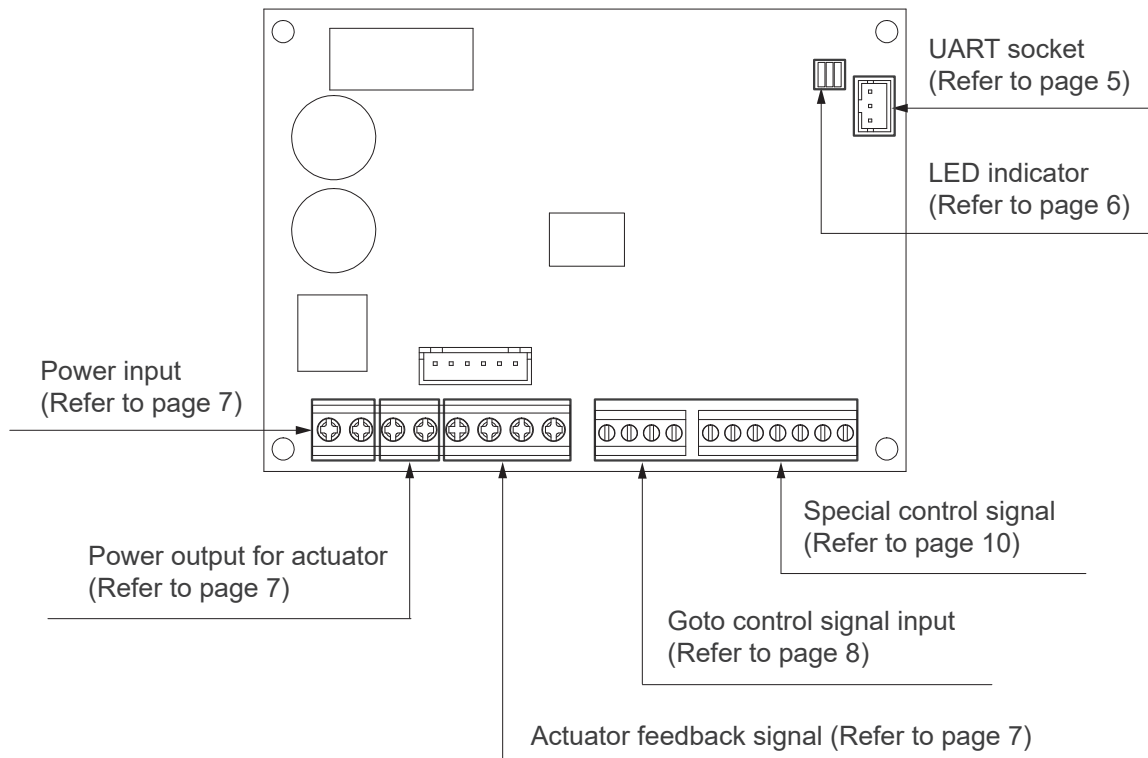 UART socket
(Refer to page 5)
LED indicator
(Refer to page 6)
Power input
(Refer to page 7)
Special control signal
(Refer to page 10)
Power output for actuator
(Refer to page 7)
Goto control signal input
(Refer to page 8)
Actuator feedback signal (Refer to page 7)